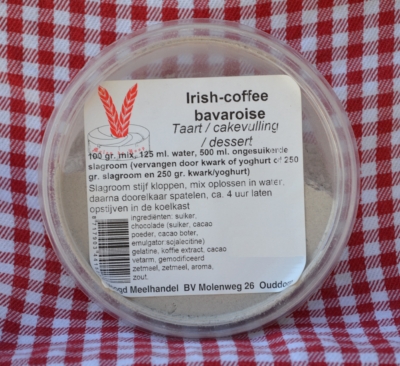 Irish-coffee
bavaroise
Taart / cakevulling
/ dessert
100 gr. mix, 125 ml. water, 500 ml. ongesuikerde
slagroom (vervangen door kwark of yoghurt of 250
gr. slagroom en 250 gr. kwark/yoghurt)
Slagroom stijf kloppen, mix oplossen in water,
daarna doorelkaar spatelen, ca. 4 uur laten
opstijven in de koelkast
ingrediënten: suiker,
chocolade (suiker, cacao
poeder, cacao boter,
emulgator:sojalecitine)
gelatine, koffie extract, cacao
vetarm, gemodificeerd
zetmeel, zetmeel, aroma,
zout.
Meelhandel BV Molenweg 26